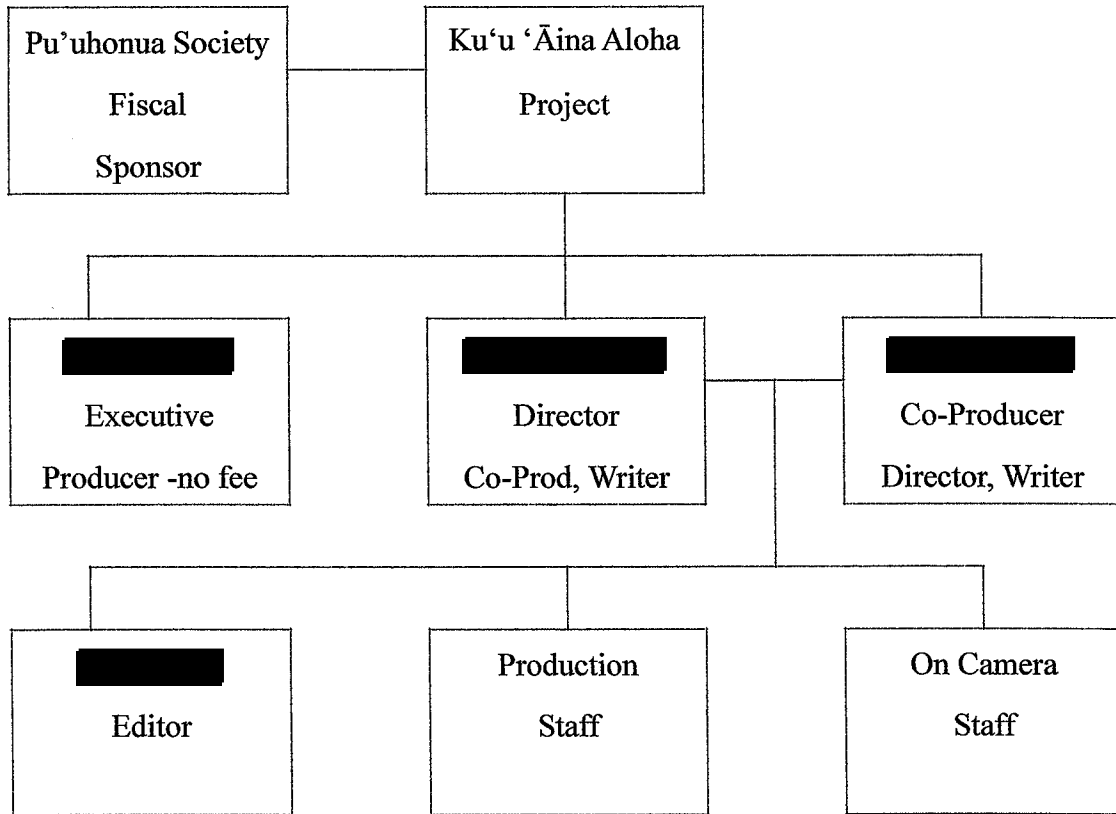 Pu’uhonua Society
Fiscal
Sponsor
Ku‘u ‘Āina Aloha
Project
Executive
Producer -no fee
Director
Co-Prod, Writer
Co-Producer
Director, Writer
Editor
Production
Staff
On Camera
Staff